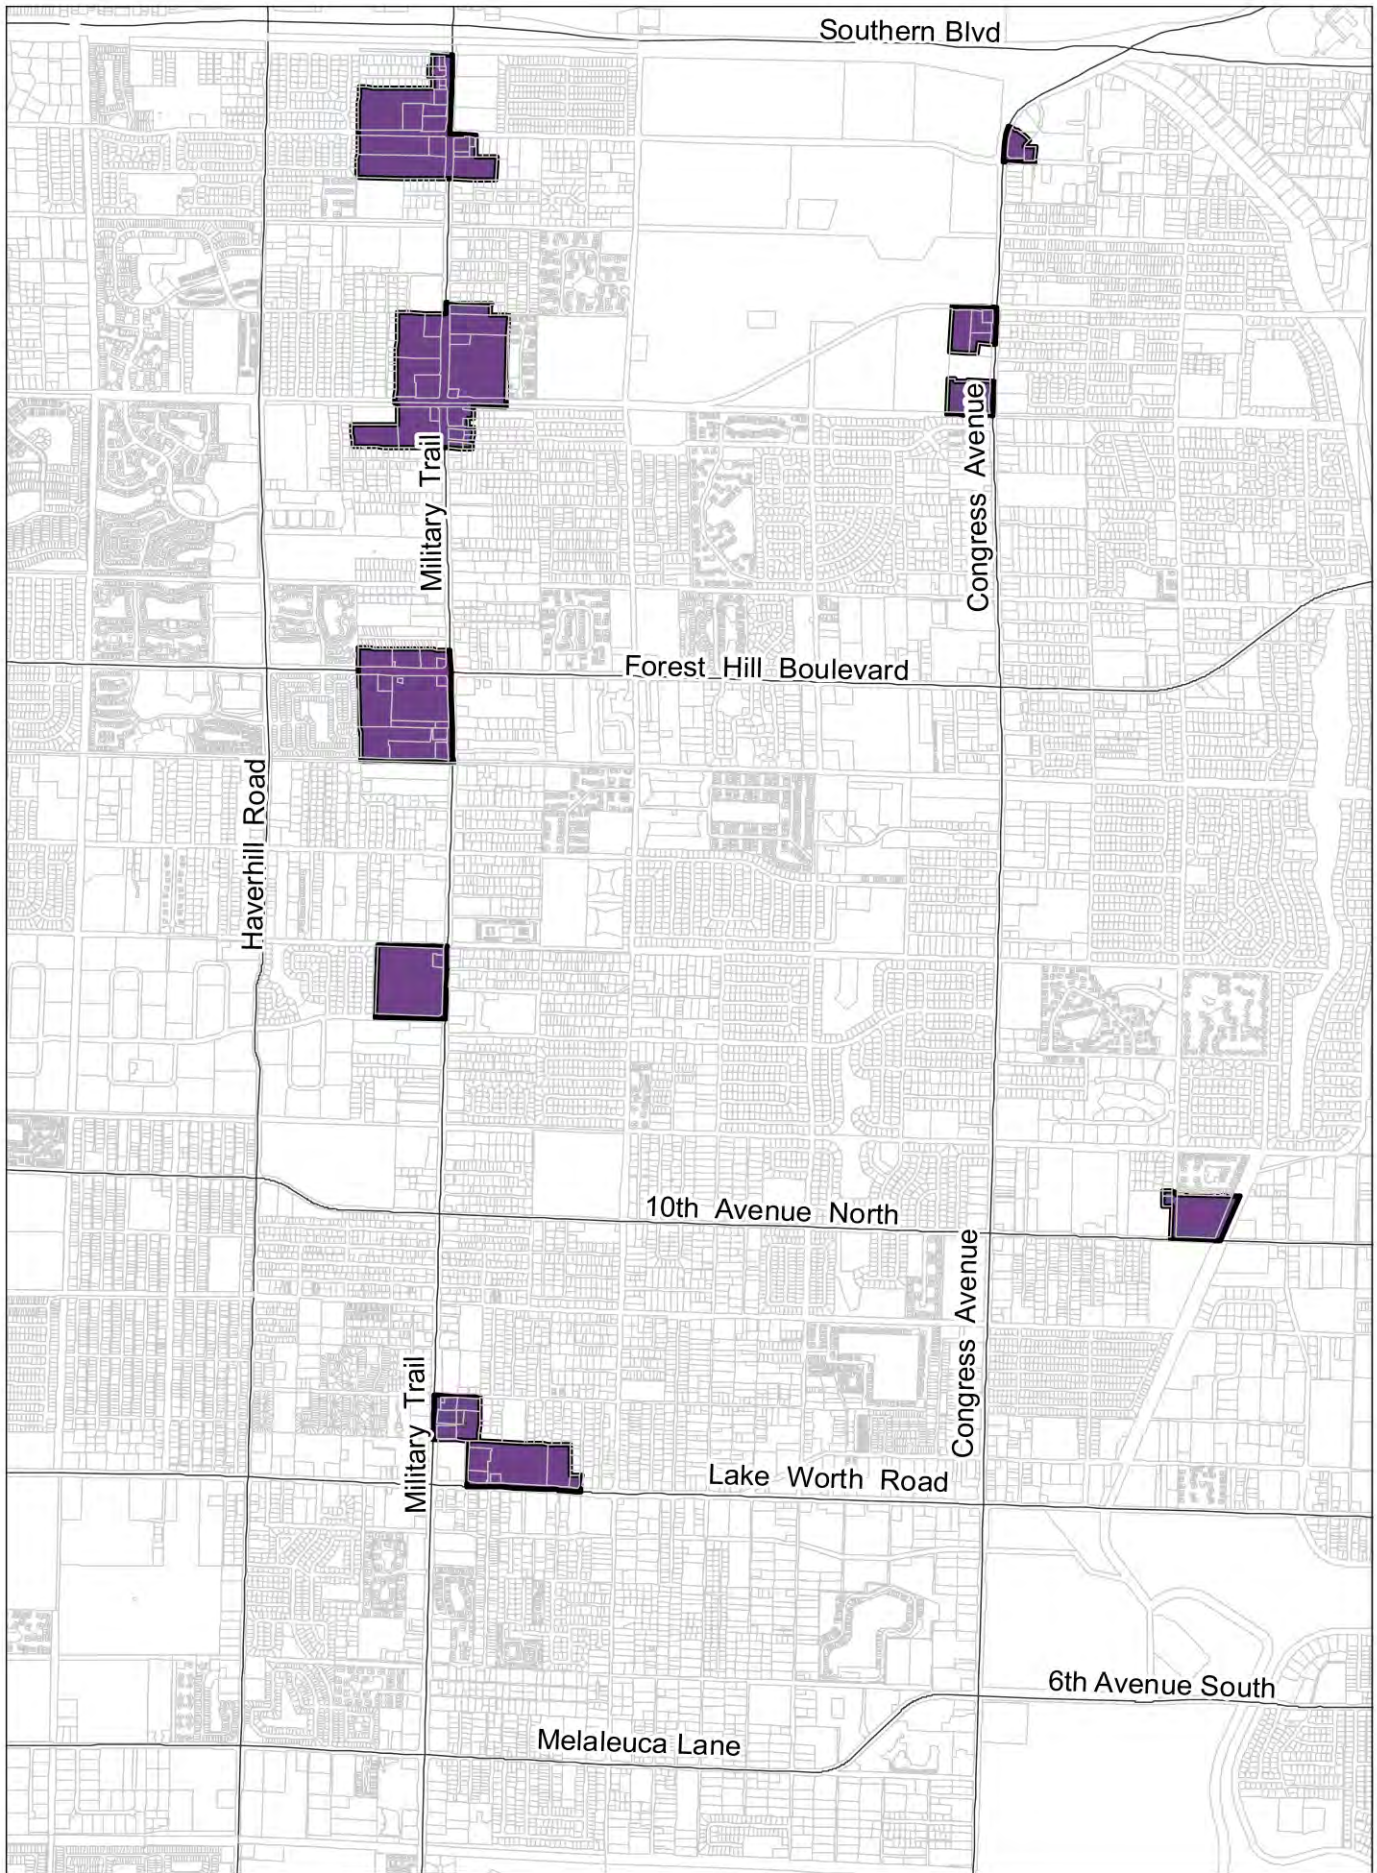 Southern Blvd
Military Trail
Congress Avenue
Forest Hill Boulevard
Haverhill Road
10th Avenue North
Congress Avenue
Military Trail
Lake Worth Road
6th Avenue South
Melaleuca Lane